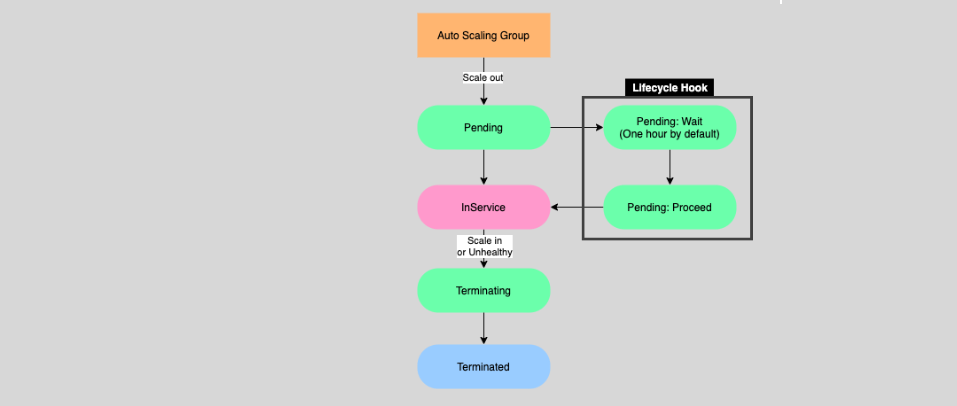 Auto Scaling Group
Scale out
Lifecycle Hook
Pending
Pending: Wait
(One hour by default)
InService
Pending: Proceed
Scale in
or Unhealthy
Terminating
Terminated